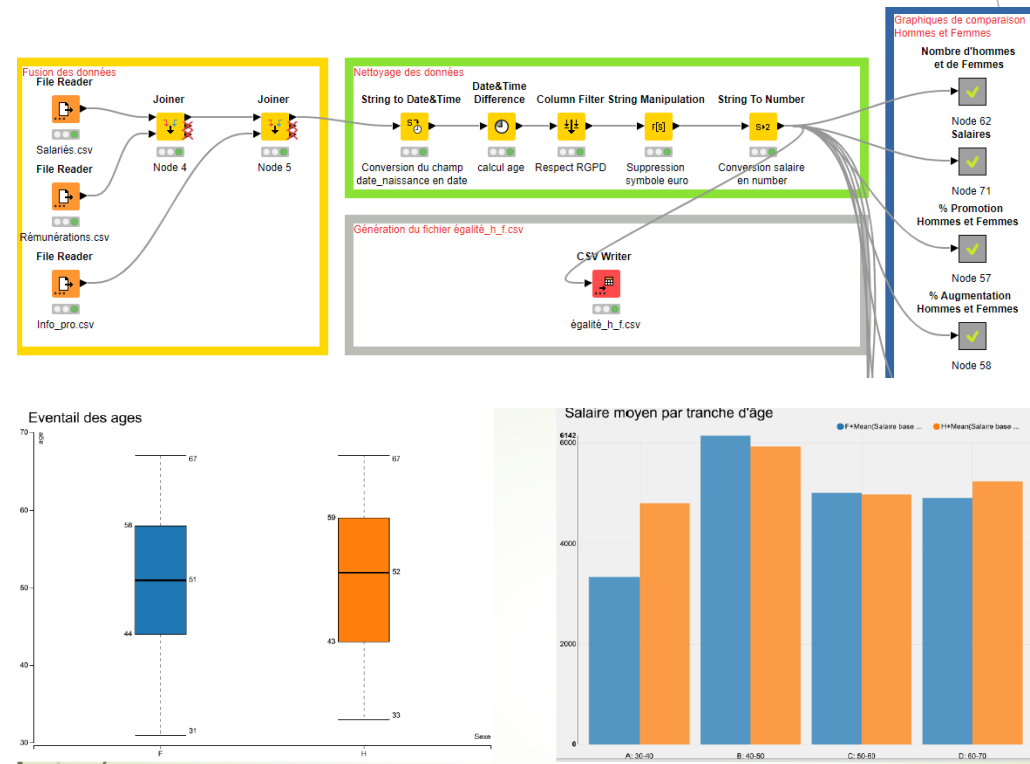 Graphiques de comparaison
Hommes et Femmes
Fusion des données
File Reader
Salariés.csv
File Reader
Rémunérations.csv
File Reader
Info_pro.csv
Joiner
Node 4
Joiner
Node 5
Nettoyage des données
String to Date&Time
Conversion du champ
date_naissance en date
Date&Time
Difference
calcul age
Column Filter
Respect RGPD
String Manipulation
Suppression
symbole euro
String To Number
Conversion salaire
en number
Génération du fichier égalité_h_f.csv
CSV Writer
égalité_h_f.csv
Nombre d'hommes
et de Femmes
Node 62
Salaires
Node 71
% Promotion
Hommes et Femmes
Node 57
% Augmentation
Hommes et Femmes
Node 58
Eventail des ages
age
70
60
50
40
30
67
58
51
44
31
67
59
52
43
33
F
H
Sexe
Salaire moyen par tranche d'âge
F+Mean(Salaire base ...
H+Mean(Salaire base ...
6142
6000
4000
2000
0
A: 30-40
B: 40-50
C: 50-60
D: 60-70